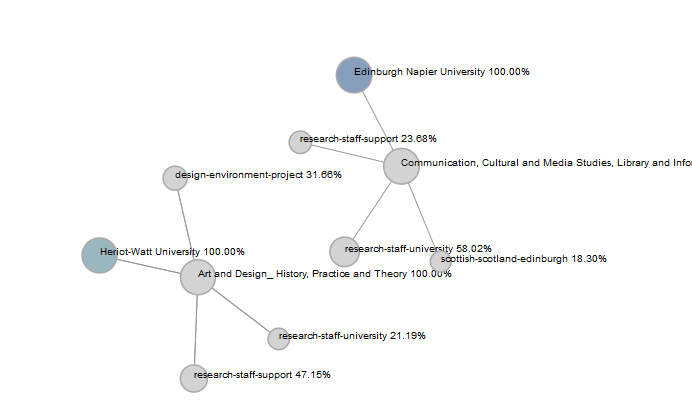 Edinburgh Napier University 100.00%
research-staff-support 23.68%
Communication, Cultural and Media Studies, Library and Info
design-environment-project 31.66%
research-staff-university 58.02%
Heriot-Watt University 100.00%
scottish-scotland-edinburgh 18.30%
Art and Design_ History, Practice and Theory 100.00%
research-staff-university 21.19%
research-staff-support 47.15%